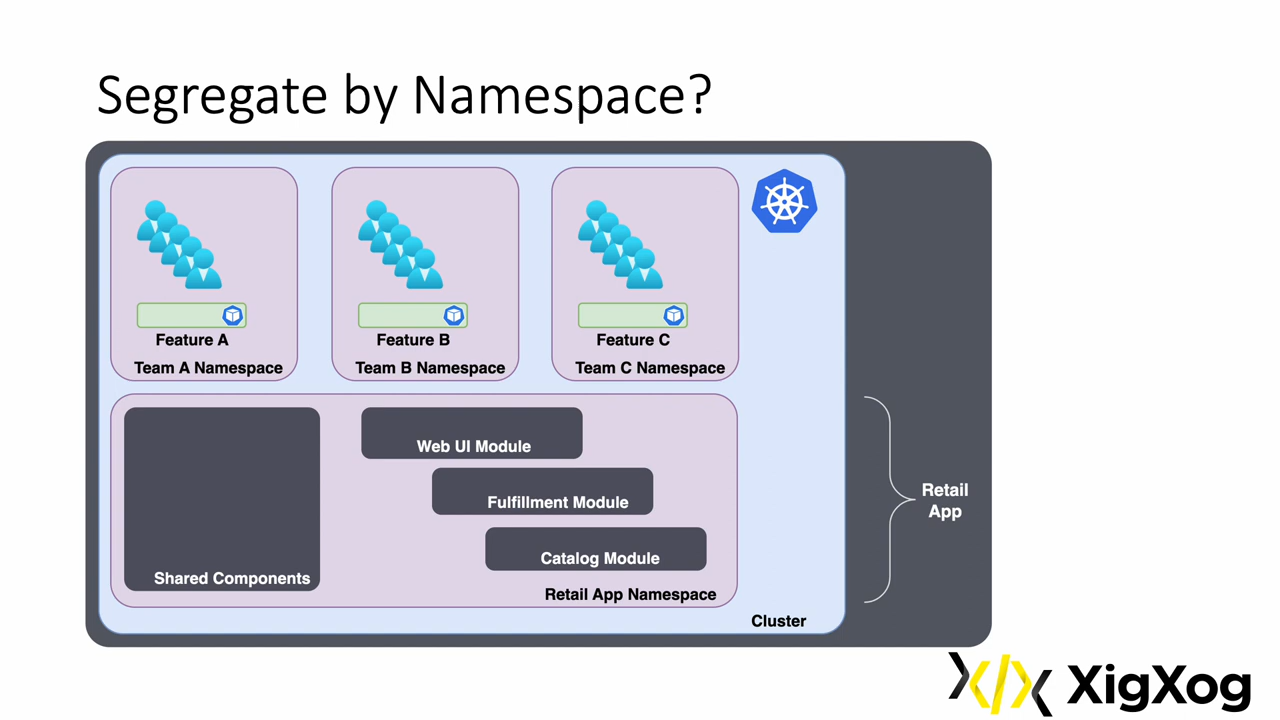 Segregate by Namespace?
Feature A
Team A Namespace
Feature B
Team B Namespace
Feature C
Team C Namespace
Shared Components
Web UI Module
Fulfillment Module
Catalog Module
Retail App Namespace
Cluster
Retail
App
XigXog